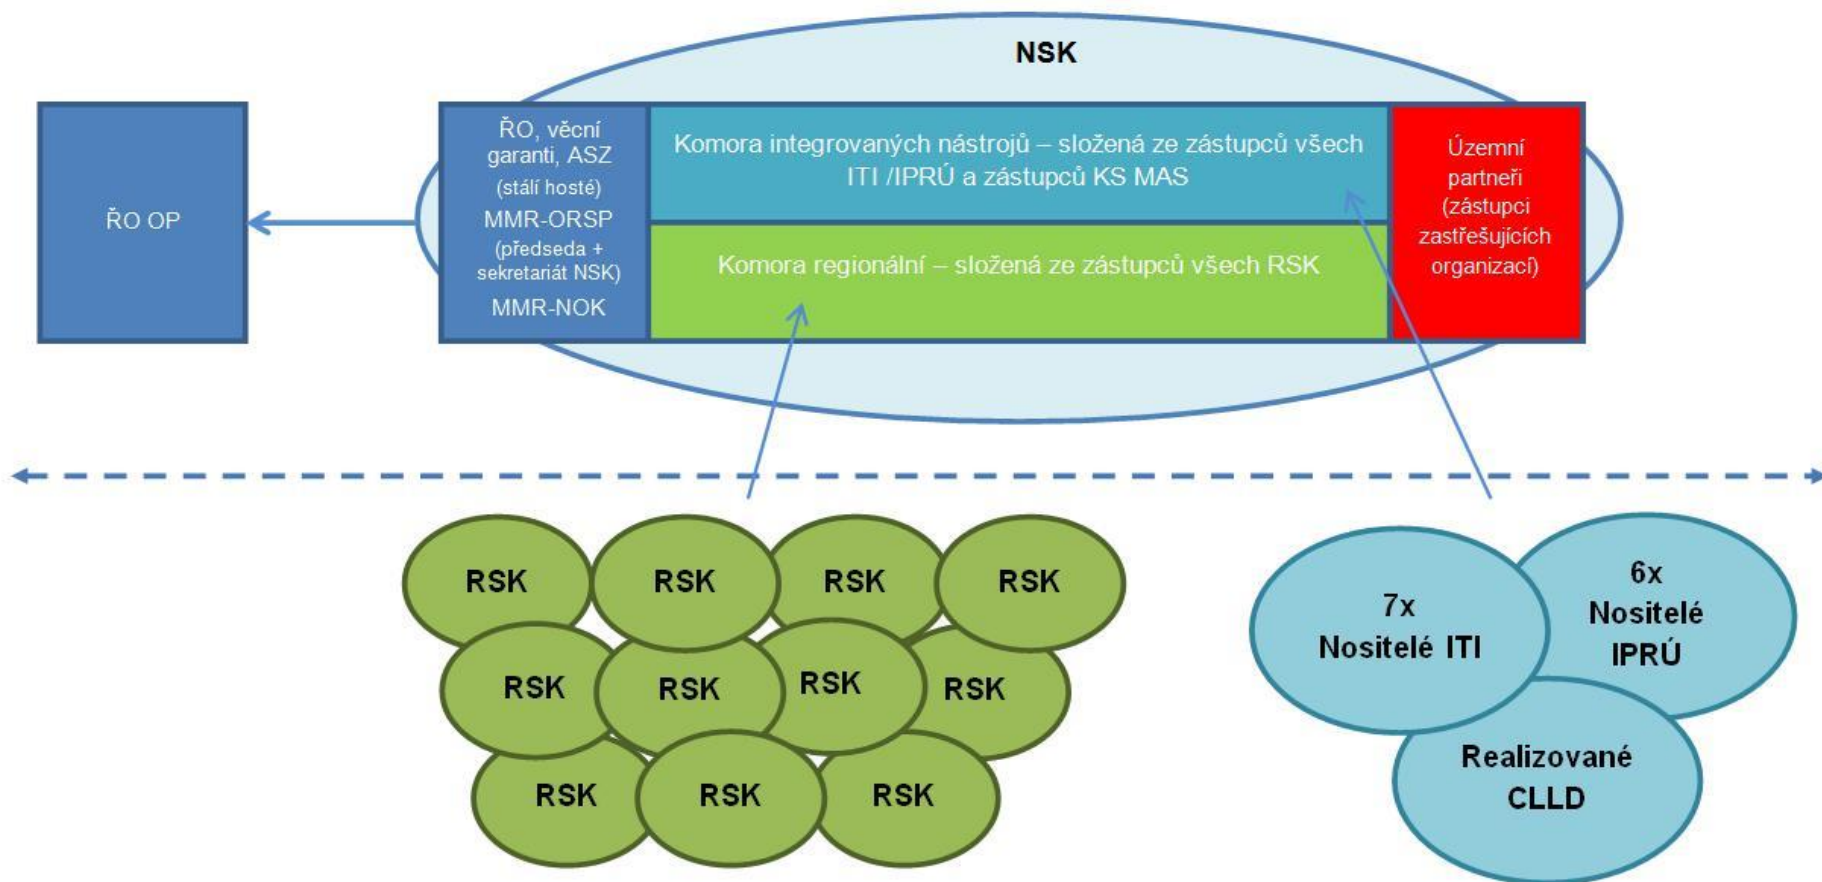 NSK
ŘO OP
ŘO, věcní
garanti, ASZ
(stálí hosté)
MMR-ORSP
(předseda +
sekretariát NSK)
MMR-NOK
Komora integrovaných nástrojů – složená ze zástupců všech
ITI /IPRÚ a zástupců KS MAS
Komora regionální – složená ze zástupců všech RSK
Územní
partneři
(zástupci
zastřešujících
organizací)
RSK
RSK
RSK
RSK
RSK
RSK
RSK
RSK
RSK
RSK
RSK
7x
Nositelé ITI
6x
Nositelé
IPRÚ
Realizované
CLLD